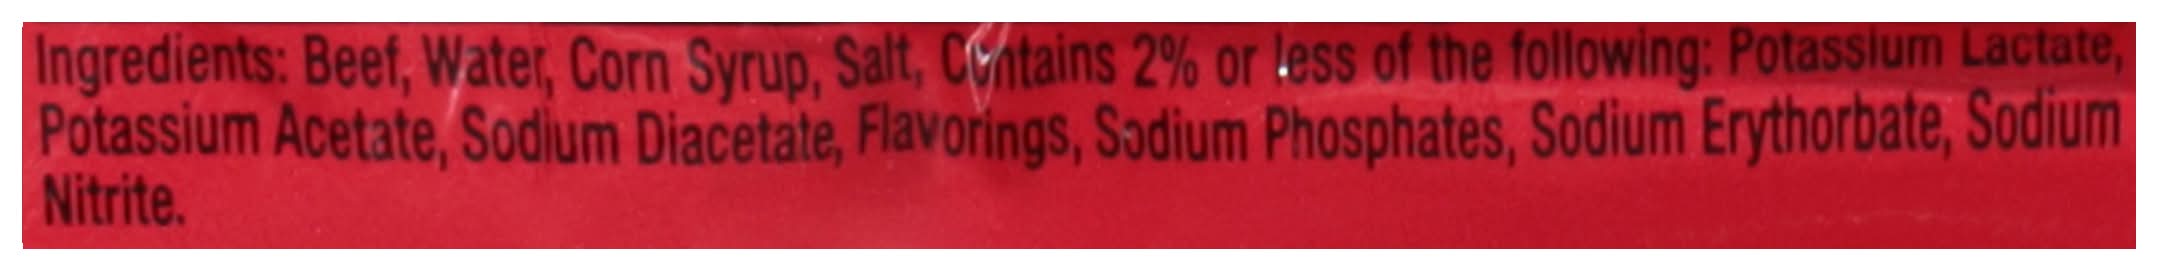 Ingredients: Beef, Water, Corn Syrup, Salt, Contains 2% or less of the following: Potassium Lactate,
Potassium Acetate, Sodium Diacetate, Flavorings, Sodium Phosphates, Sodium Erythorbate, Sodium
Nitrite.